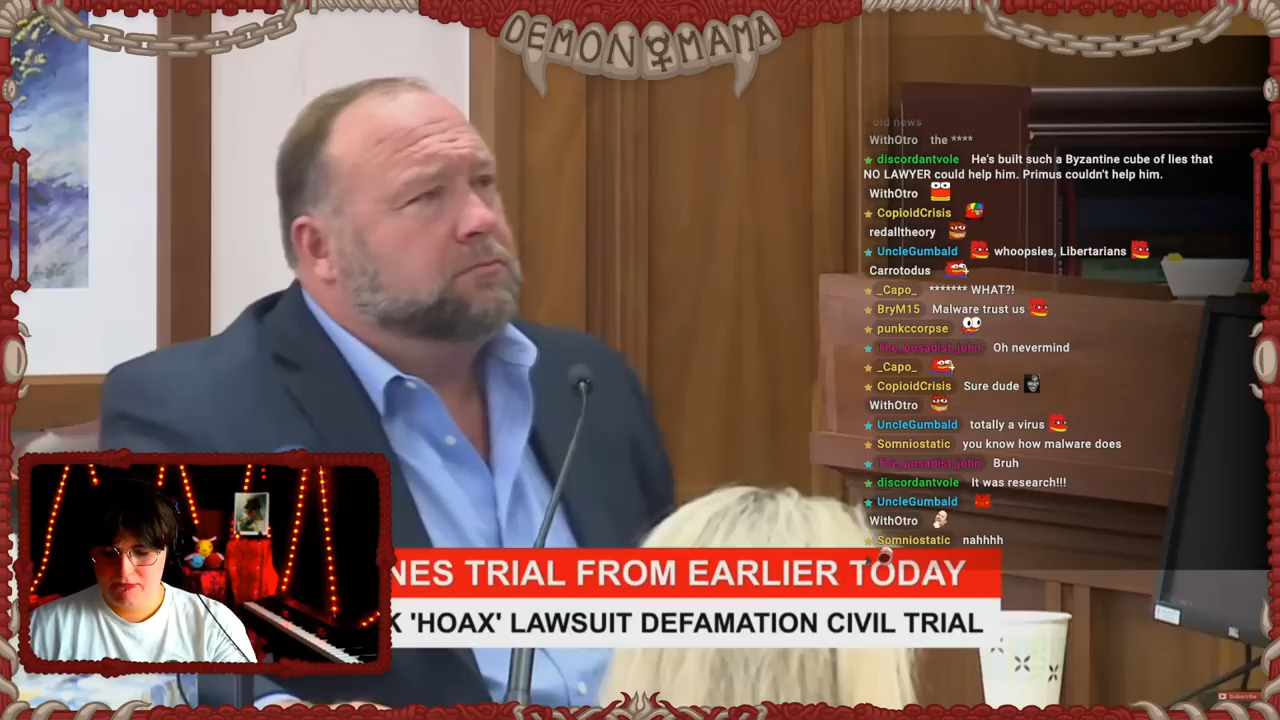 DEMON MAMA
old news
WithOtro the ****
discordantvole He's built such a Byzantine cube of lies that
NO LAWYER could help him. Primus couldn't help him.
WithOtro
CopioidCrisis
redalltheory
UncleGumbald whoopsies, Libertarians
Carrotodus
_Capo_ ******* WHAT?!
BryM15 Malware trust us
punkccorpse
The_posadist_john Oh nevermind
_Capo_
CopioidCrisis Sure dude
WithOtro
UncleGumbald totally a virus
Somniostatic you know how malware does
The_posadist_john Bruh
discordantvole It was research!!!
UncleGumbald
WithOtro
Somniostatic nahhhh
NES TRIAL FROM EARLIER TODAY
K 'HOAX' LAWSUIT DEFAMATION CIVIL TRIAL
Subscribe